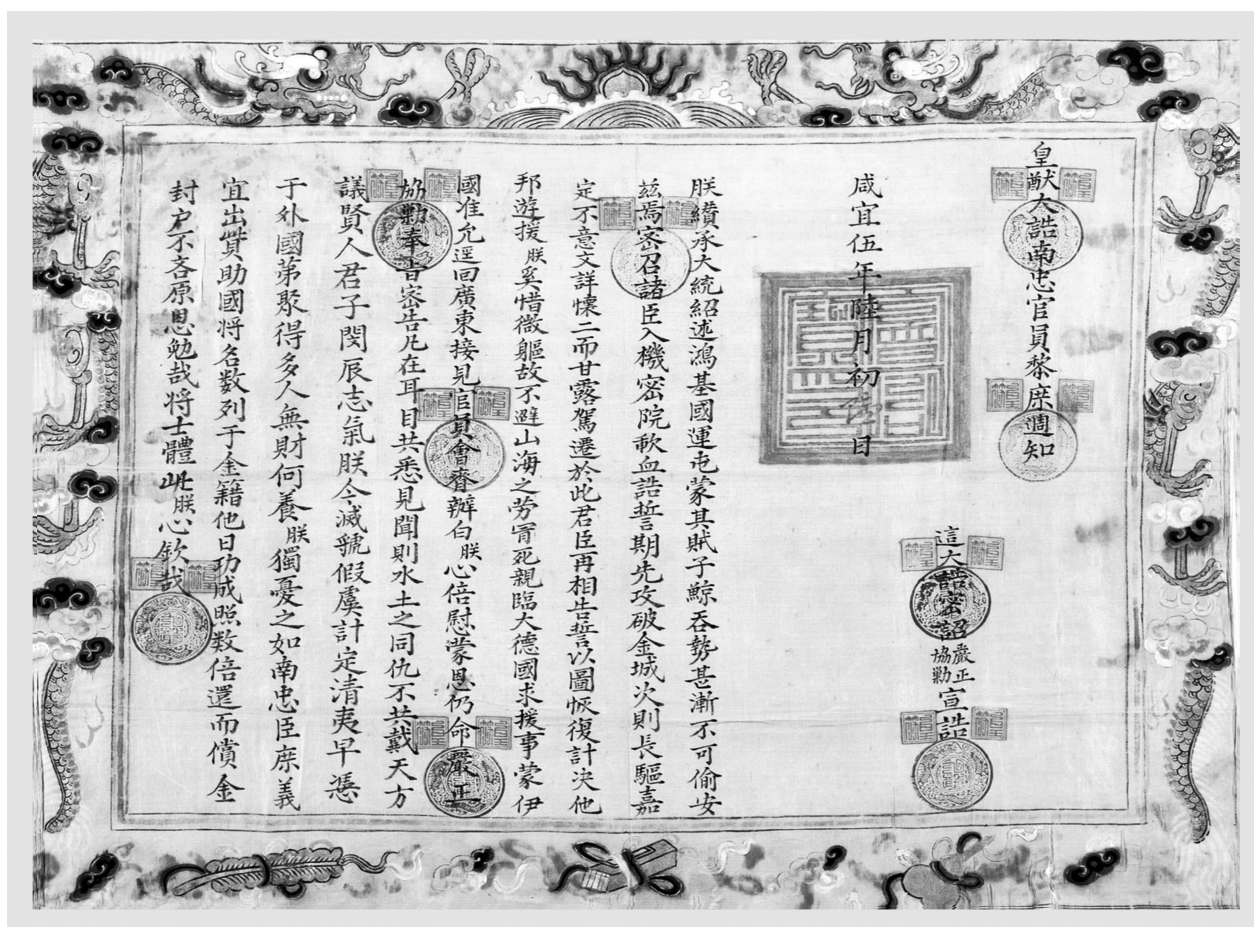 皇猷大誥南忠官員黎庶週知
這大誥密詔嚴正協勷宣誥
咸宜伍年陸月初日
朕纘承大統紹述鴻基國運屯蒙其賊子鯨吞勢甚漸不可偷安
茲焉密召諸臣入機密院歃血誥誓期先攻破金城次則長驅嘉
定不意文詳懷二而甘露駕遷於此君臣再相告誓以圖恢復計决他
邦遊援朕奚惜微軀故不避山海之勞冒死親臨大德國求援事蒙伊
國准允逕回廣東接見官員會齊辦白朕心倍慰蒙恩仍命嚴正
協勷奉旨密告凡在耳目共悉見聞則水土之同仇不共戴天方
議賢人君子閔辰志氣朕今滅虢假虞計定清夷早憑
于外國弟聚得多人無財何養朕獨憂之如南忠臣庶義
宜出貲助國将名數列于金籍他日功成照数倍還而償金
封户不吝原恩勉哉将士體此朕心欽哉